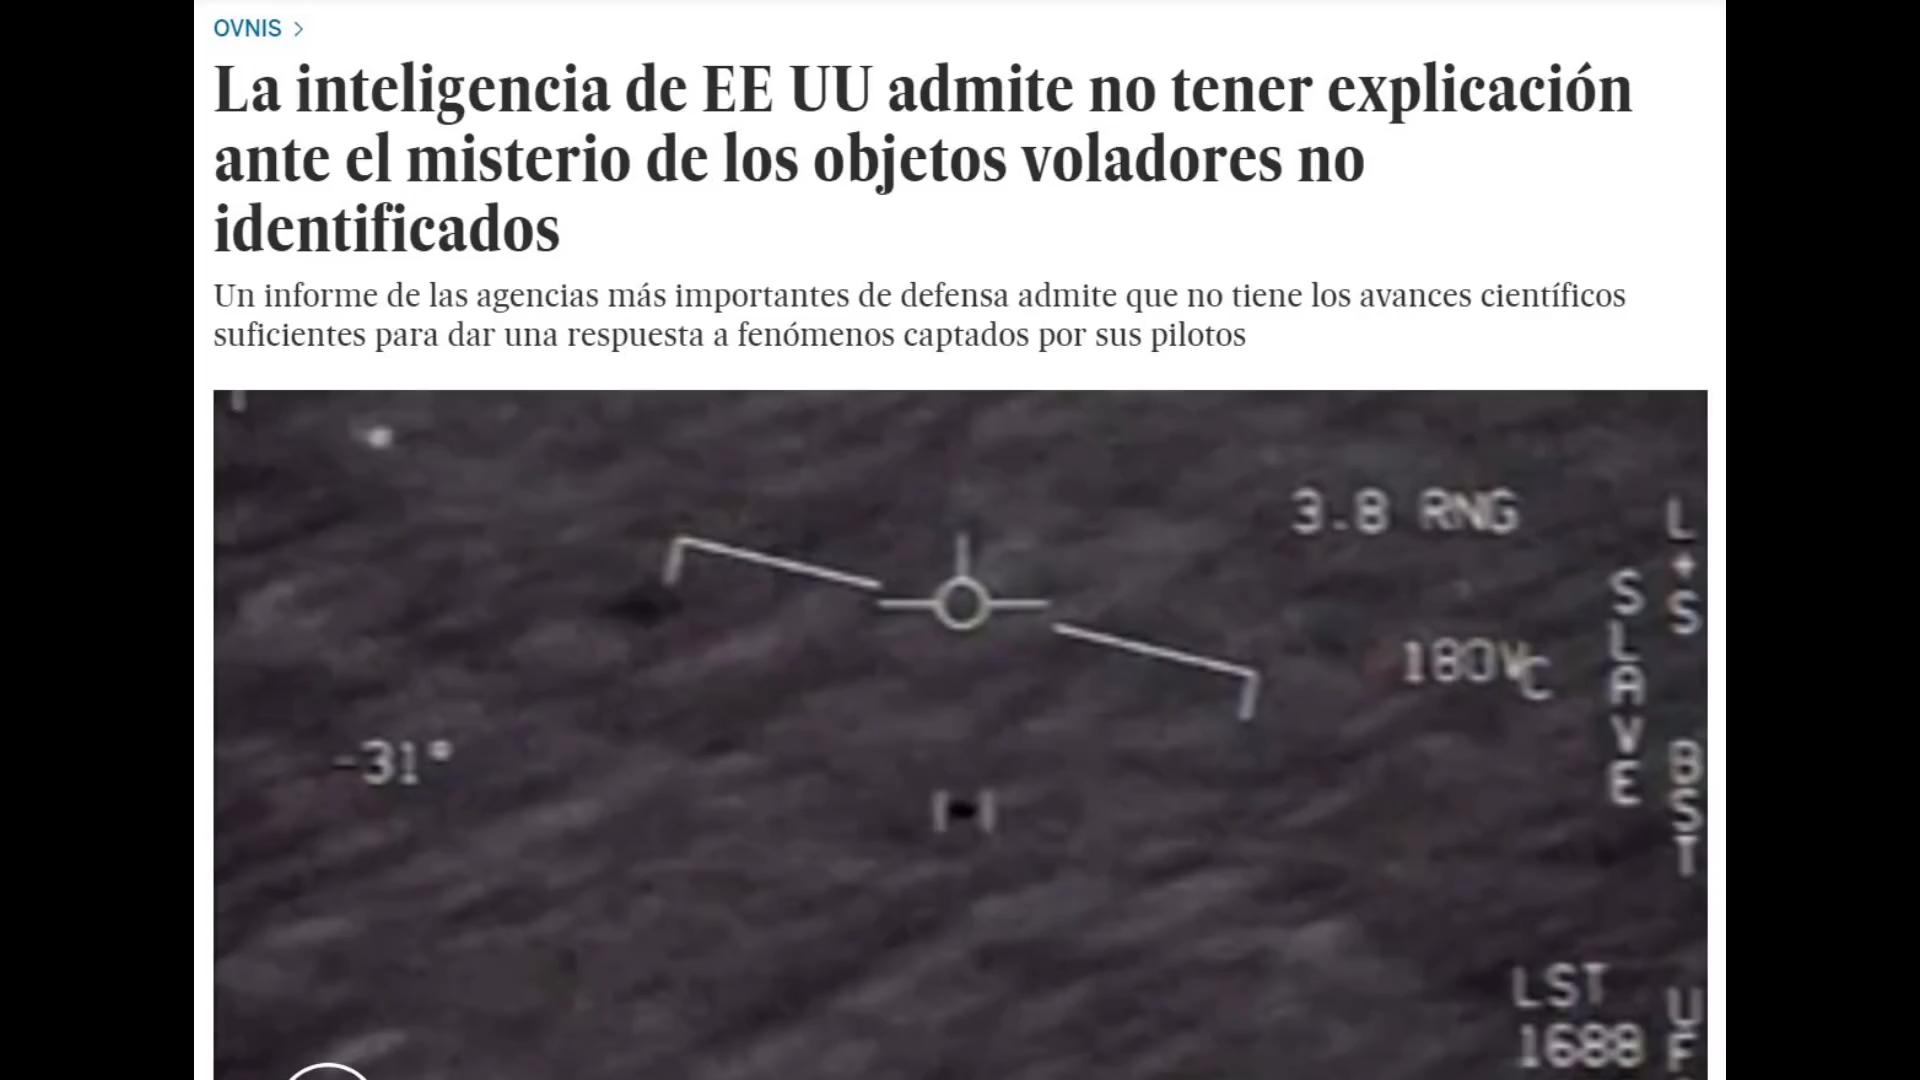 OVNIS >
La inteligencia de EE UU admite no tener explicación
ante el misterio de los objetos voladores no
identificados
Un informe de las agencias más importantes de defensa admite que no tiene los avances científicos
suficientes para dar una respuesta a fenómenos captados por sus pilotos
3.8 RNG
180Vc
-31°
SLAVE
L+S
BST
LST
1688